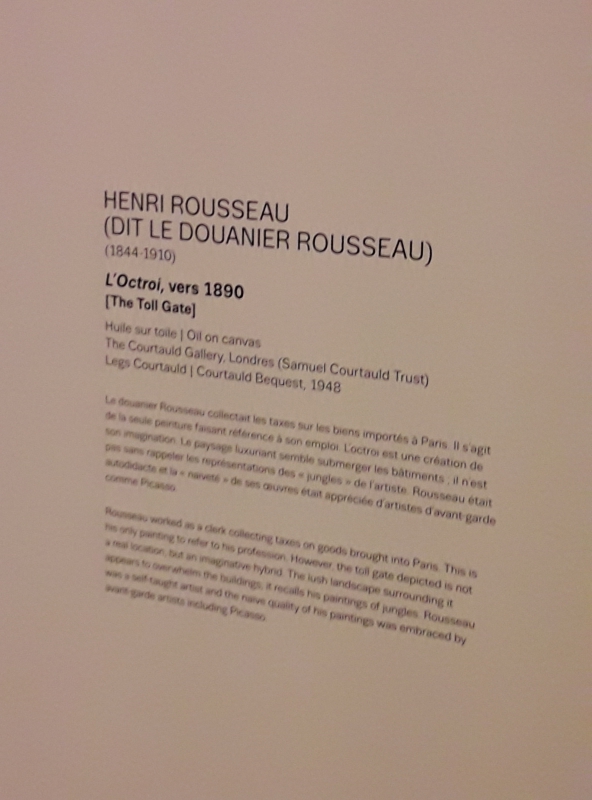 HENRI ROUSSEAU
(DIT LE DOUANIER ROUSSEAU)
(1844-1910)
L'Octroi, vers 1890
[The Toll Gate]
Huile sur toile | Oil on canvas
The Courtauld Gallery, Londres (Samuel Courtauld Trust)
Legs Courtauld | Courtauld Bequest, 1948
Le douanier Rousseau collectait les taxes sur les biens importés à Paris. Il s'agit
de la seule peinture faisant référence à son emploi. L'octroi est une création de
son imagination. Le paysage luxuriant semble submerger les bâtiments ; il n'est
pas sans rappeler les représentations des « jungles » de l'artiste. Rousseau était
autodidacte et la « naïveté » de ses œuvres était appréciée d'artistes d'avant-garde
comme Picasso.
Rousseau worked as a clerk collecting taxes on goods brought into Paris. This is
his only painting to refer to his profession. However, the toll gate depicted is not
a real location, but an imaginative hybrid. The lush landscape surrounding it
appears to overwhelm the buildings; it recalls his paintings of jungles. Rousseau
was a self-taught artist and the naive quality of his paintings was embraced by
avant-garde artists including Picasso.